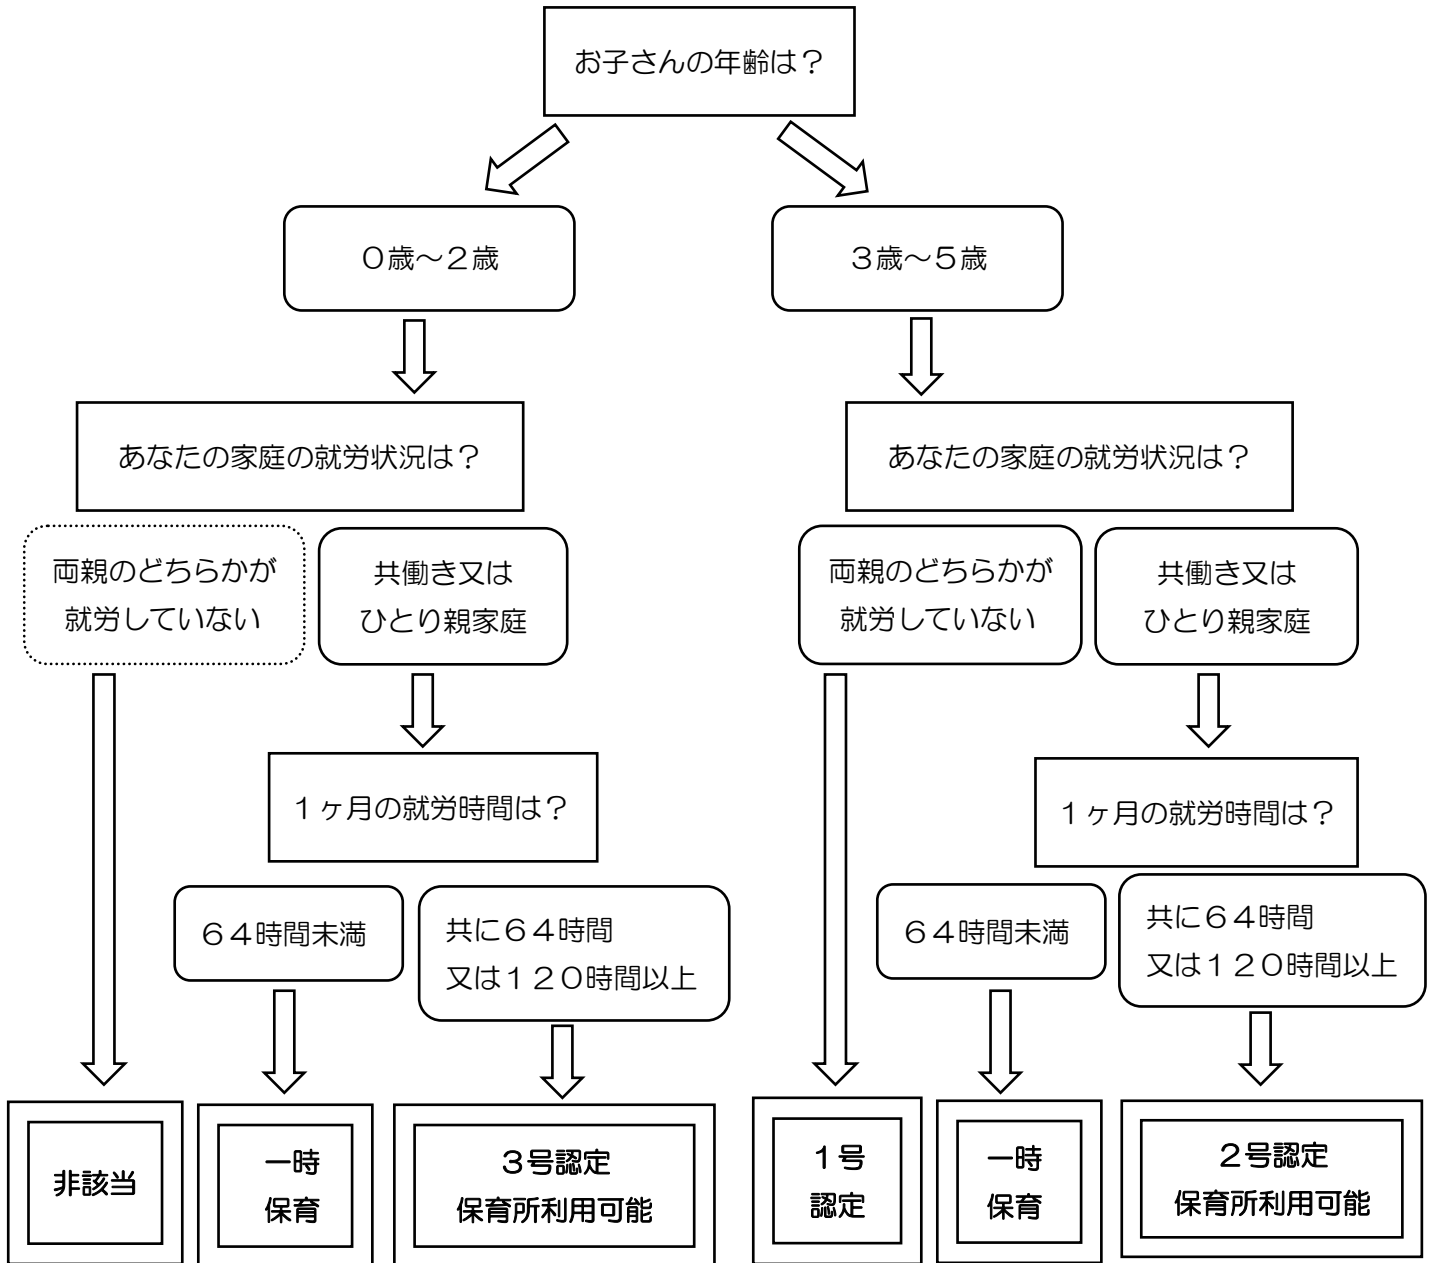 お子さんの年齢は？
０歳～２歳
３歳～５歳
あなたの家庭の就労状況は？
あなたの家庭の就労状況は？
両親のどちらかが
就労していない
共働き又は
ひとり親家庭
両親のどちらかが
就労していない
共働き又は
ひとり親家庭
１ヶ月の就労時間は？
１ヶ月の就労時間は？
６４時間未満
共に６４時間
又は１２０時間以上
６４時間未満
共に６４時間
又は１２０時間以上
非該当
一時
保育
３号認定
保育所利用可能
１号
認定
一時
保育
２号認定
保育所利用可能